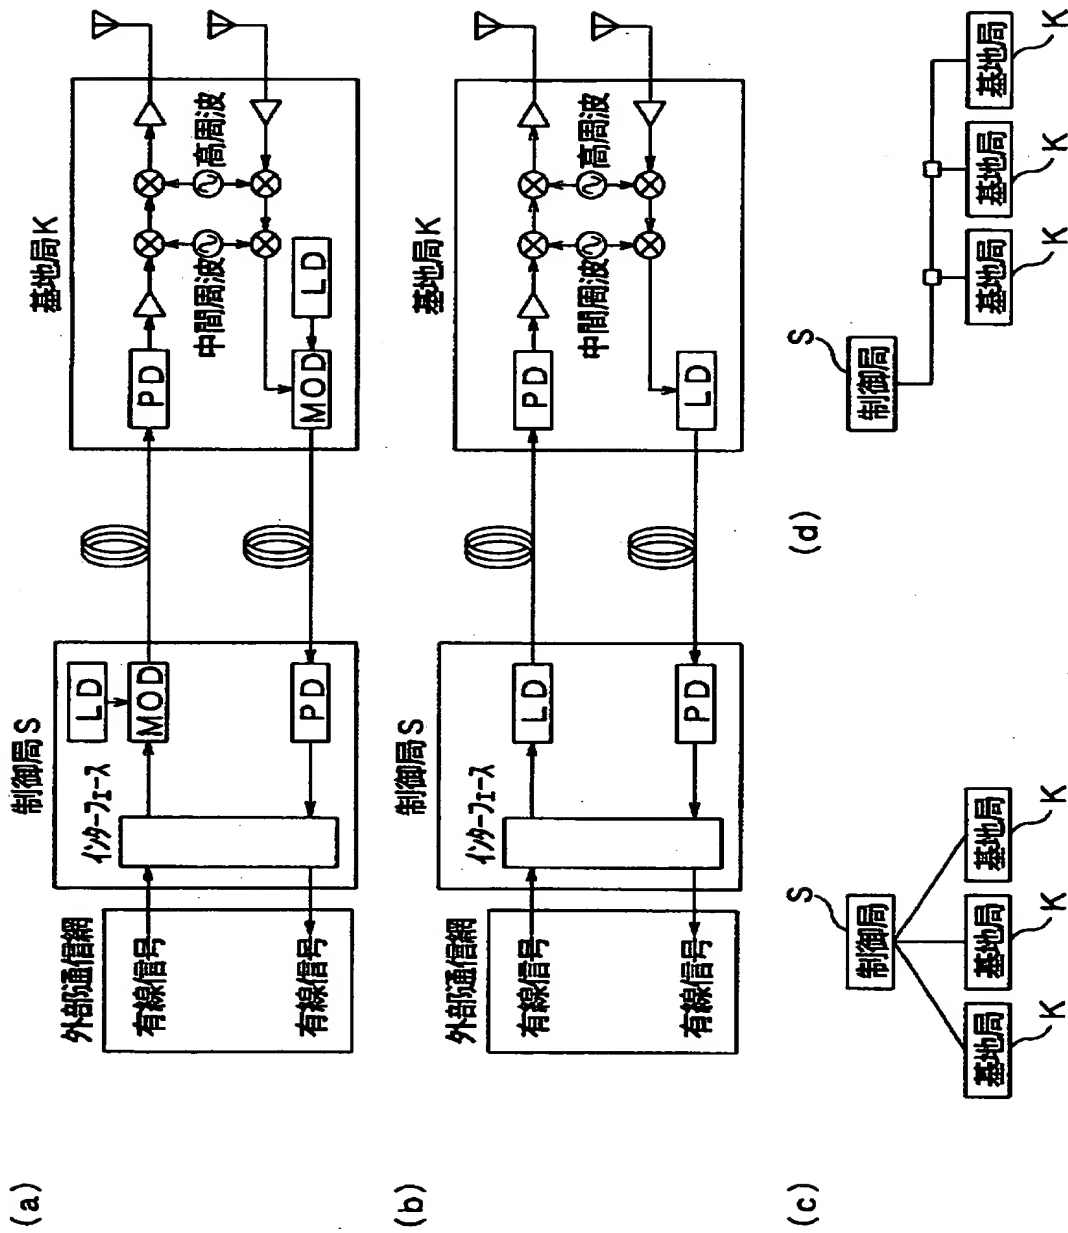 (a)
外部通信網
有線信号
有線信号
制御局S
インターフェース
LD
MOD
PD
基地局K
PD
中間周波
高周波
LD
MOD
(b)
外部通信網
有線信号
有線信号
制御局S
インターフェース
LD
PD
基地局K
PD
中間周波
高周波
LD
(c)
S
制御局
基地局
K
基地局
K
基地局
K
(d)
S
制御局
基地局
K
基地局
K
基地局
K